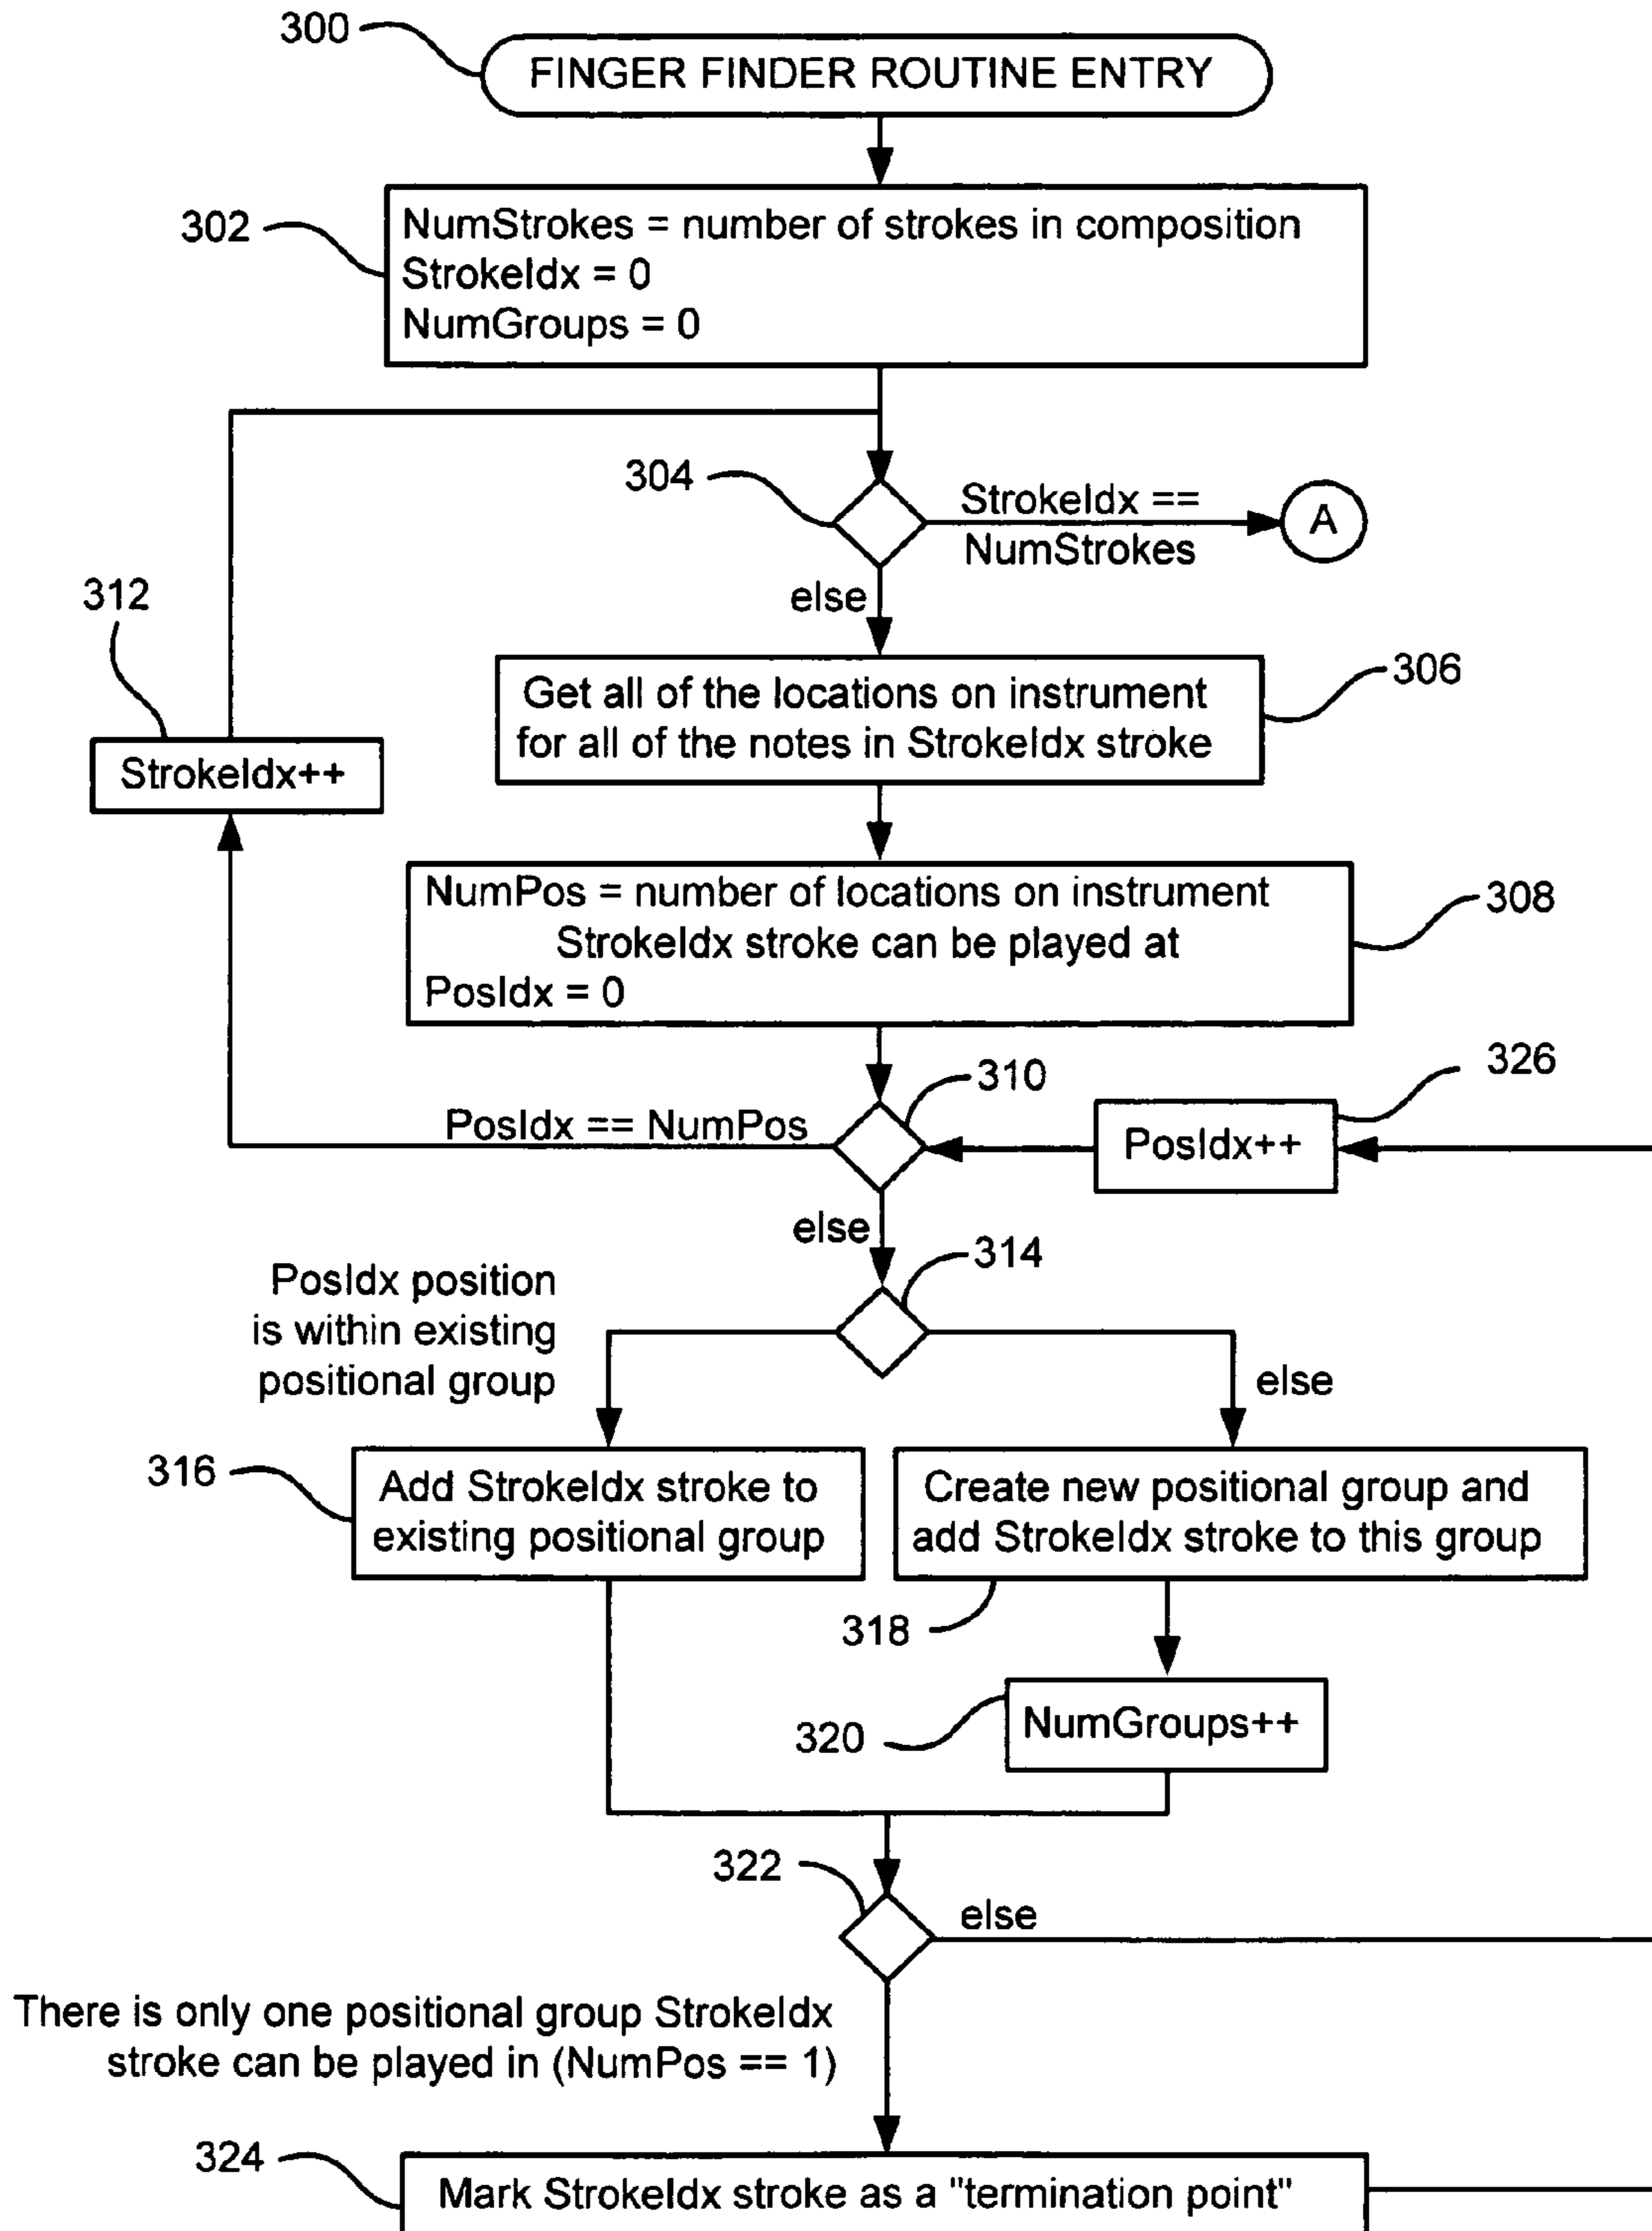 300
FINGER FINDER ROUTINE ENTRY
302
NumStrokes = number of strokes in composition
StrokeIdx = 0
NumGroups = 0
304
StrokeIdx ==
NumStrokes
A
else
312
306
Get all of the locations on instrument
for all of the notes in StrokeIdx stroke
StrokeIdx++
308
NumPos = number of locations on instrument
StrokeIdx stroke can be played at
PosIdx = 0
310
326
PosIdx == NumPos
PosIdx++
else
314
PosIdx position
is within existing
positional group
else
316
Add StrokeIdx stroke to
existing positional group
Create new positional group and
add StrokeIdx stroke to this group
318
320
NumGroups++
322
else
There is only one positional group StrokeIdx
stroke can be played in (NumPos == 1)
324
Mark StrokeIdx stroke as a "termination point"